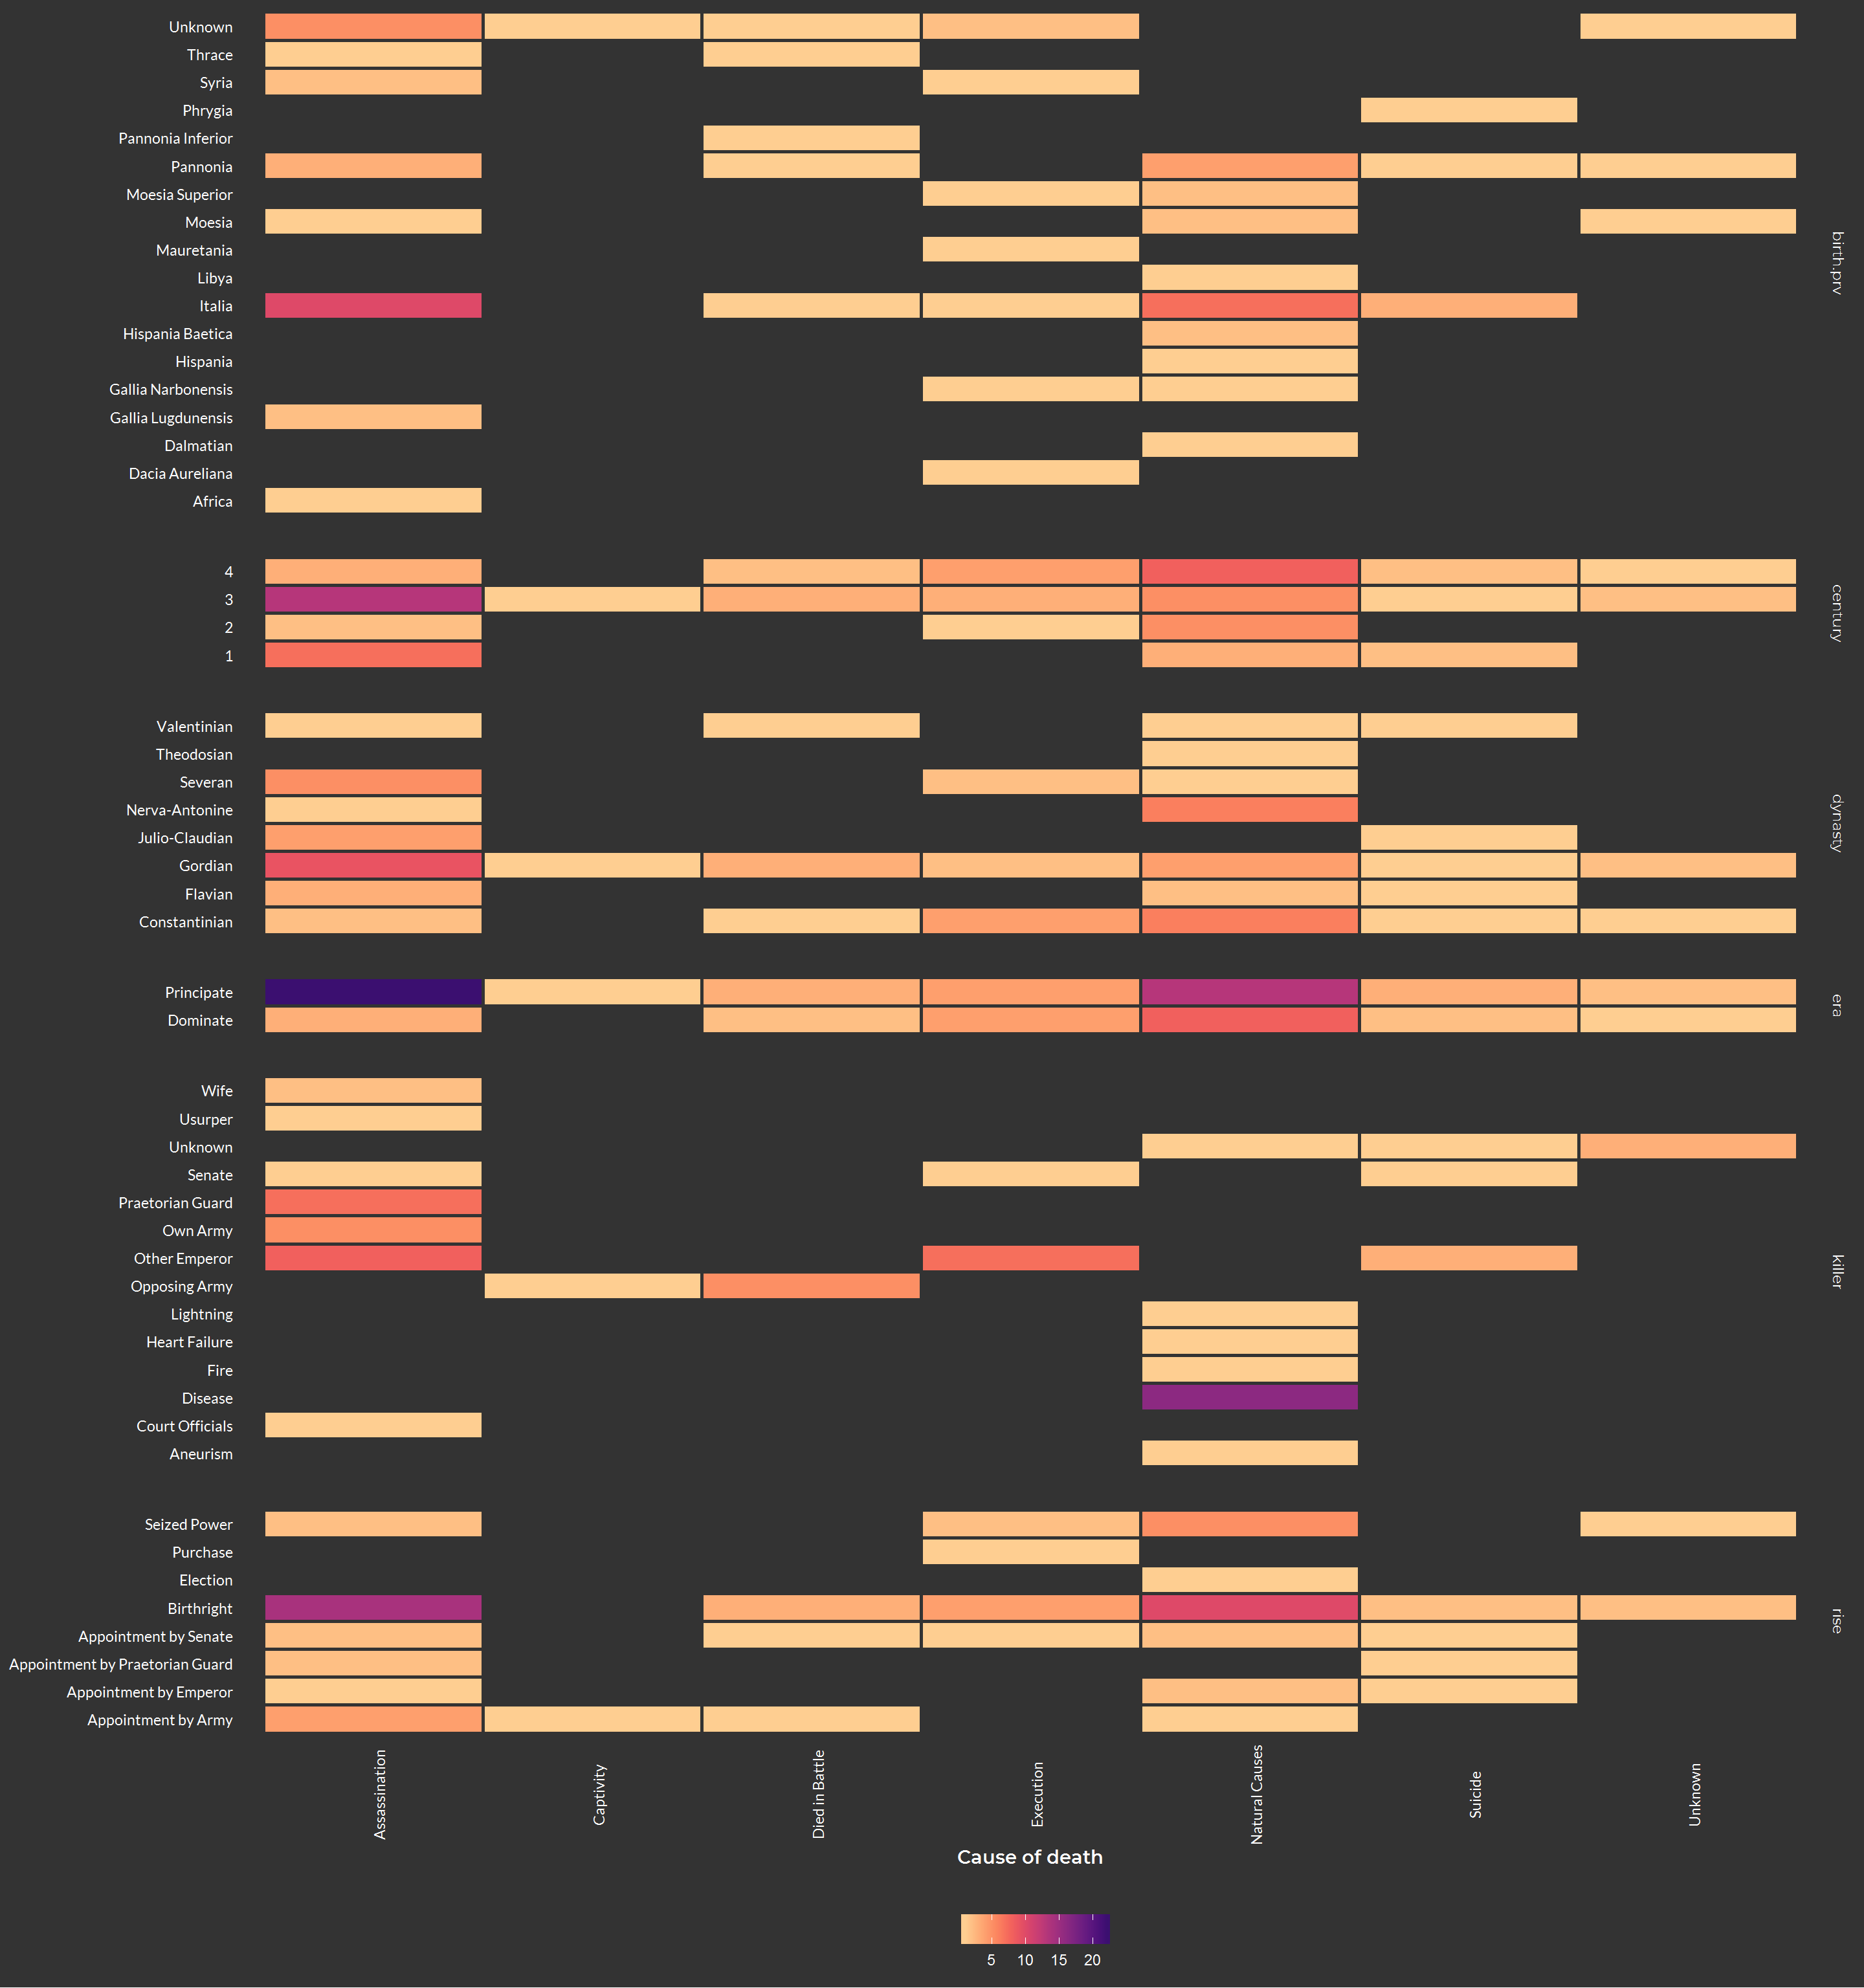 Unknown
Thrace
Syria
Phrygia
Pannonia Inferior
Pannonia
Moesia Superior
Moesia
Mauretania
Libya
Italia
Hispania Baetica
Hispania
Gallia Narbonensis
Gallia Lugdunensis
Dalmatian
Dacia Aureliana
Africa
birth.prv
4
3
2
1
century
Valentinian
Theodosian
Severan
Nerva-Antonine
Julio-Claudian
Gordian
Flavian
Constantinian
dynasty
Principate
Dominate
era
Wife
Usurper
Unknown
Senate
Praetorian Guard
Own Army
Other Emperor
Opposing Army
Lightning
Heart Failure
Fire
Disease
Court Officials
Aneurism
killer
Seized Power
Purchase
Election
Birthright
Appointment by Senate
Appointment by Praetorian Guard
Appointment by Emperor
Appointment by Army
rise
Assassination
Captivity
Died in Battle
Execution
Natural Causes
Suicide
Unknown
Cause of death
5 10 15 20